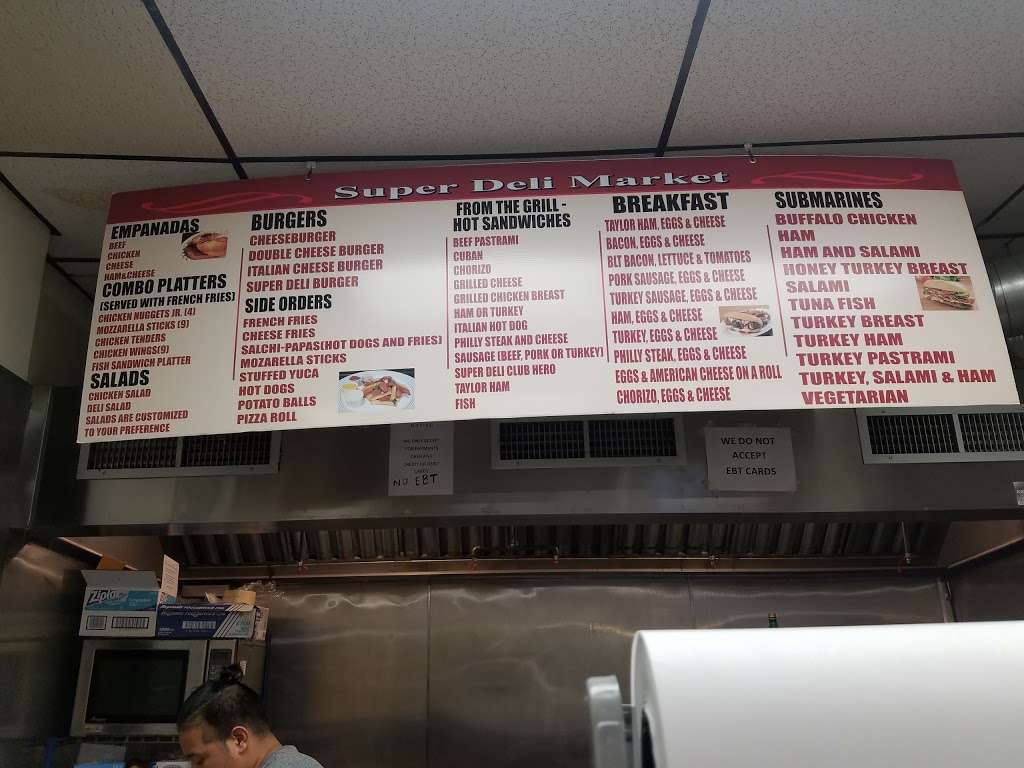 Super Deli Market
EMPANADAS
BEEF
CHICKEN
CHEESE
HAM&CHEESE
COMBO PLATTERS
(SERVED WITH FRENCH FRIES)
CHICKEN NUGGETS JR. (4)
MOZZARELLA STICKS (9)
CHICKEN TENDERS
CHICKEN WINGS(9)
FISH SANDWICH PLATTER
SALADS
CHICKEN SALAD
DELI SALAD
SALADS ARE CUSTOMIZED
TO YOUR PREFERENCE
BURGERS
CHEESEBURGER
DOUBLE CHEESE BURGER
ITALIAN CHEESE BURGER
SUPER DELI BURGER
SIDE ORDERS
FRENCH FRIES
CHEESE FRIES
SALCHI-PAPAS(HOT DOGS AND FRIES)
MOZARELLA STICKS
STUFFED YUCA
HOT DOGS
POTATO BALLS
PIZZA ROLL
FROM THE GRILL -
HOT SANDWICHES
BEEF PASTRAMI
CUBAN
CHORIZO
GRILLED CHEESE
GRILLED CHICKEN BREAST
HAM OR TURKEY
ITALIAN HOT DOG
PHILLY STEAK AND CHEESE
SAUSAGE (BEEF, PORK OR TURKEY)
SUPER DELI CLUB HERO
TAYLOR HAM
FISH
BREAKFAST
TAYLOR HAM, EGGS & CHEESE
BACON, EGGS & CHEESE
BLT BACON, LETTUCE & TOMATOES
PORK SAUSAGE, EGGS & CHEESE
TURKEY SAUSAGE, EGGS & CHEESE
HAM, EGGS & CHEESE
TURKEY, EGGS & CHEESE
PHILLY STEAK, EGGS & CHEESE
EGGS & AMERICAN CHEESE ON A ROLL
CHORIZO, EGGS & CHEESE
SUBMARINES
BUFFALO CHICKEN
HAM
HAM AND SALAMI
HONEY TURKEY BREAST
SALAMI
TUNA FISH
TURKEY BREAST
TURKEY HAM
TURKEY PASTRAMI
TURKEY, SALAMI & HAM
VEGETARIAN
NO EBT
WE DO NOT
ACCEPT
EBT CARDS
Ziploc